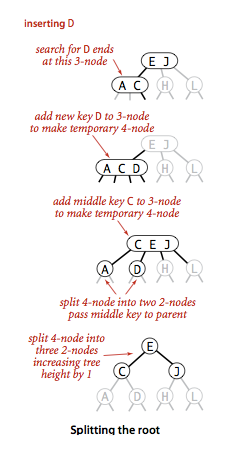 inserting D
search for D ends
at this 3-node
E J
A C H L
add new key D to 3-node
to make temporary 4-node
E J
A C D H L
add middle key C to 3-node
to make temporary 4-node
C E J
A D H L
split 4-node into two 2-nodes
pass middle key to parent
split 4-node into
three 2-nodes
increasing tree
height by 1
E
C J
A D H L
Splitting the root